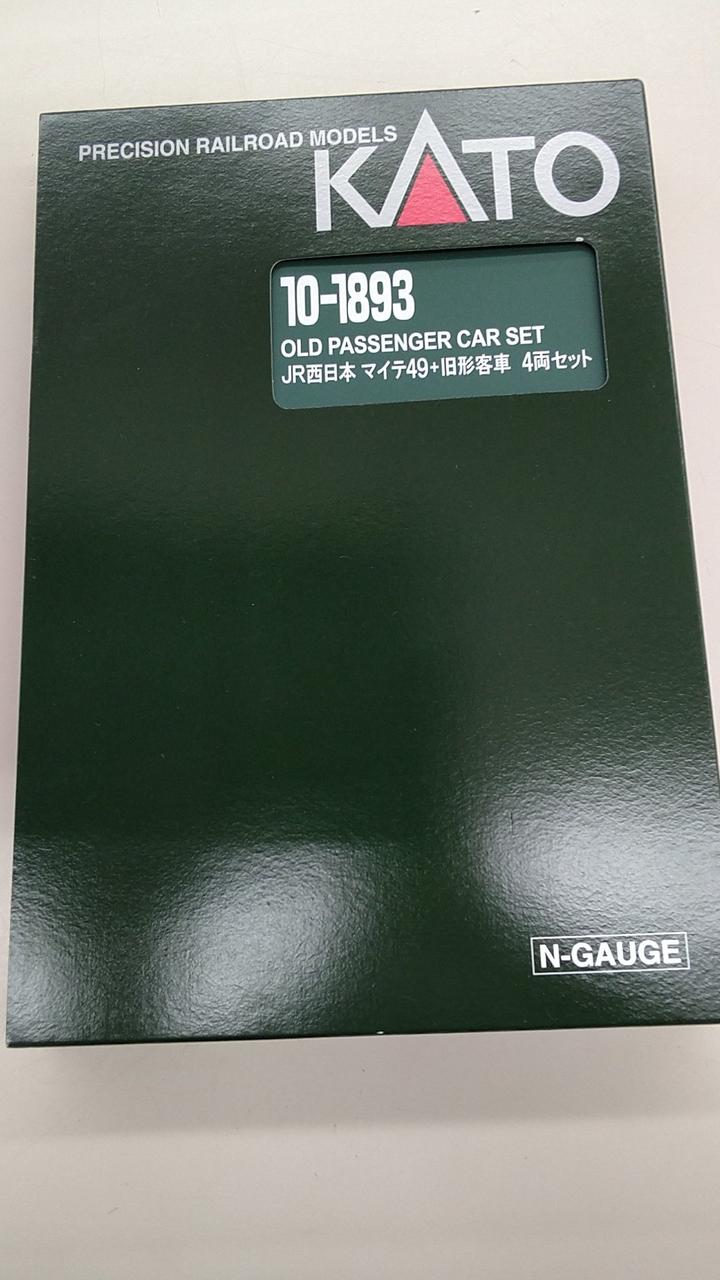 PRECISION RAILROAD MODELS
KATO
10-1893
OLD PASSENGER CAR SET
JR西日本 マイテ49+旧形客車 4両セット
N-GAUGE